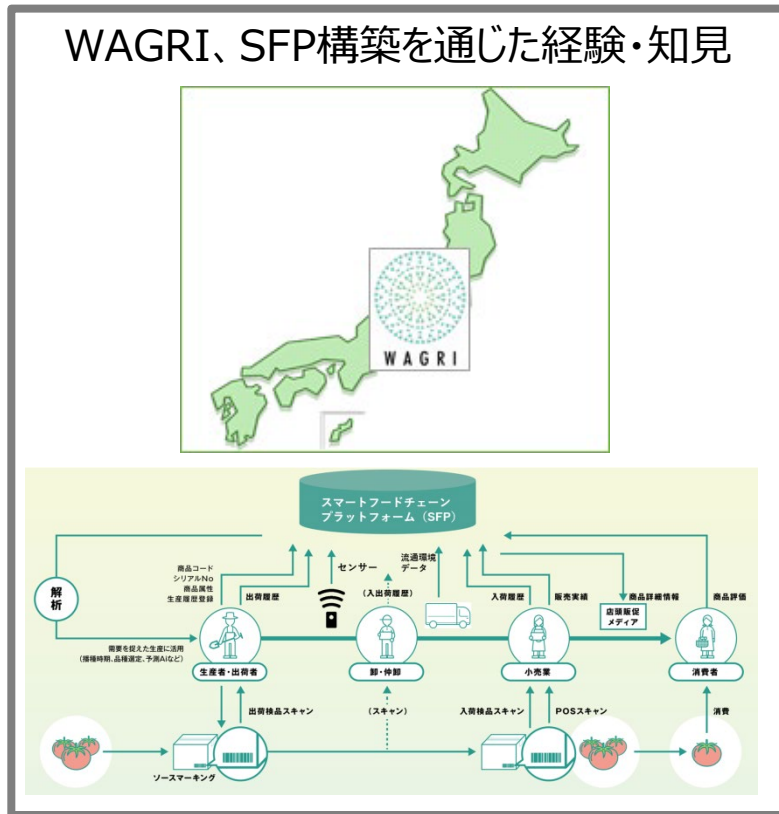 WAGRI、SFP構築を通じた経験・知見
WAGRI
スマートフードチェーン
プラットフォーム（SFP）
解析
商品コード
シリアルNo
商品属性
生産履歴登録
出荷履歴
センサー
（入出荷履歴）
流通環境
データ
入荷履歴
販売実績
商品詳細情報
店頭販促
メディア
商品評価
需要を捉えた生産に活用
（播種時期、品種選定、予測AIなど）
生産者・出荷者
卸・仲卸
小売業
消費者
出荷検品スキャン
（スキャン）
入荷検品スキャン
POSスキャン
消費
ソースマーキング